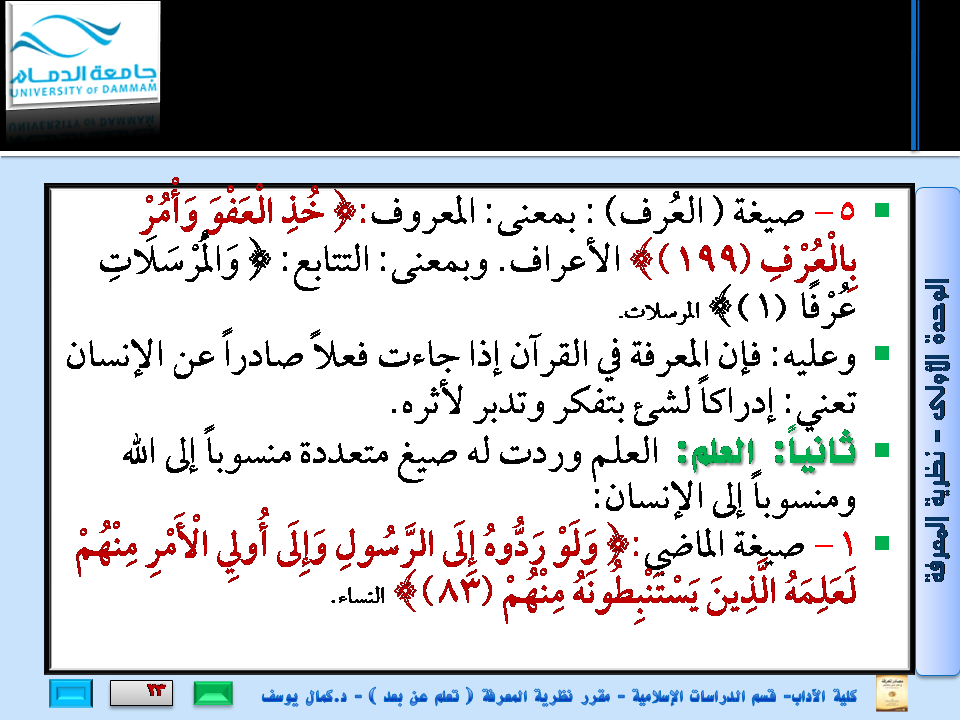 جامعة الدمام
UNIVERSITY OF DAMMAM
٥ – صيغة ( العُرف) : بمعنى: المعروف:﴿ خُذِ الْعَفْوَ وَأْمُرْ
بِالْعُرْفِ (١٩٩)﴾ الأعراف. وبمعنى: التتابع: ﴿ وَالْمُرْسَلَاتِ
عُرْفًا (١)﴾ المرسلات.
وعليه: فإن المعرفة في القرآن إذا جاءت فعلاً صادراً عن الإنسان
تعني: إدراكاً لشئ بتفكر وتدبر لأثره.
ثانياً: العلم: العلم وردت له صيغ متعددة منسوباً إلى الله
ومنسوباً إلى الإنسان:
١ – صيغة الماضي:﴿ وَلَوْ رَدُّوهُ إِلَى الرَّسُولِ وَإِلَى أُولِي الْأَمْرِ مِنْهُمْ
لَعَلِمَهُ الَّذِينَ يَسْتَنْبِطُونَهُ مِنْهُمْ (٨٣)﴾ النساء.
الوحدة الأولى – نظرية المعرفة
كلية الآداب- قسم الدراسات الإسلامية – مقرر نظرية المعرفة ( تعلم عن بعد ) – د.كمال يوسف
٢٣